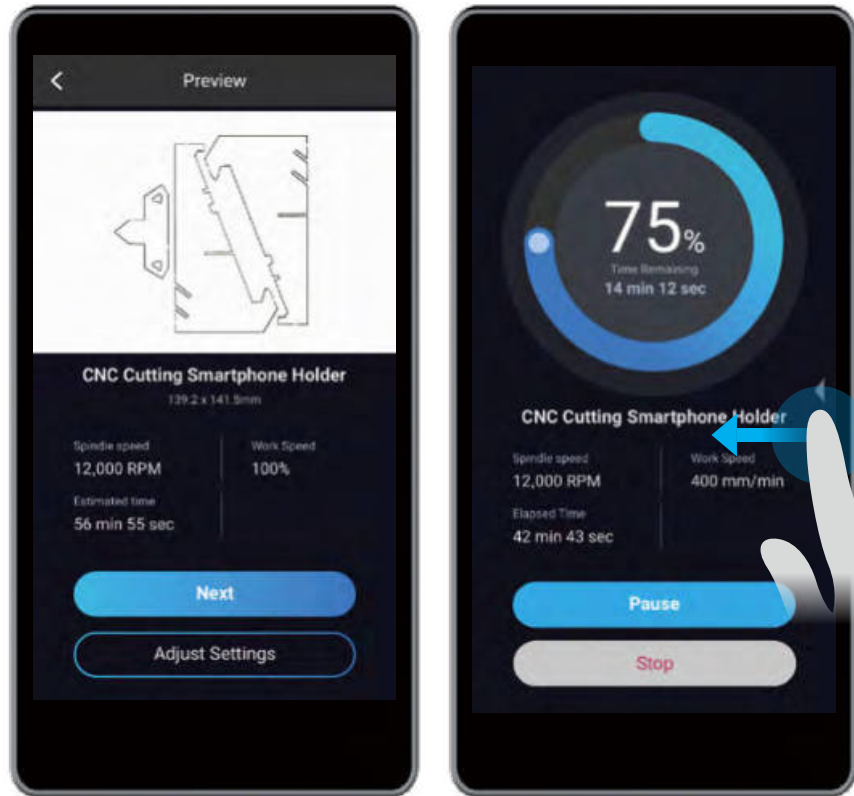 Preview
CNC Cutting Smartphone Holder
139.2 x 141.5mm
Spindle speed
12,000 RPM
Work Speed
100%
Estimated time
56 min 55 sec
Next
Adjust Settings
75%
Time Remaining
14 min 12 sec
CNC Cutting Smartphone Holder
Spindle speed
12,000 RPM
Work Speed
400 mm/min
Elapsed Time
42 min 43 sec
Pause
Stop